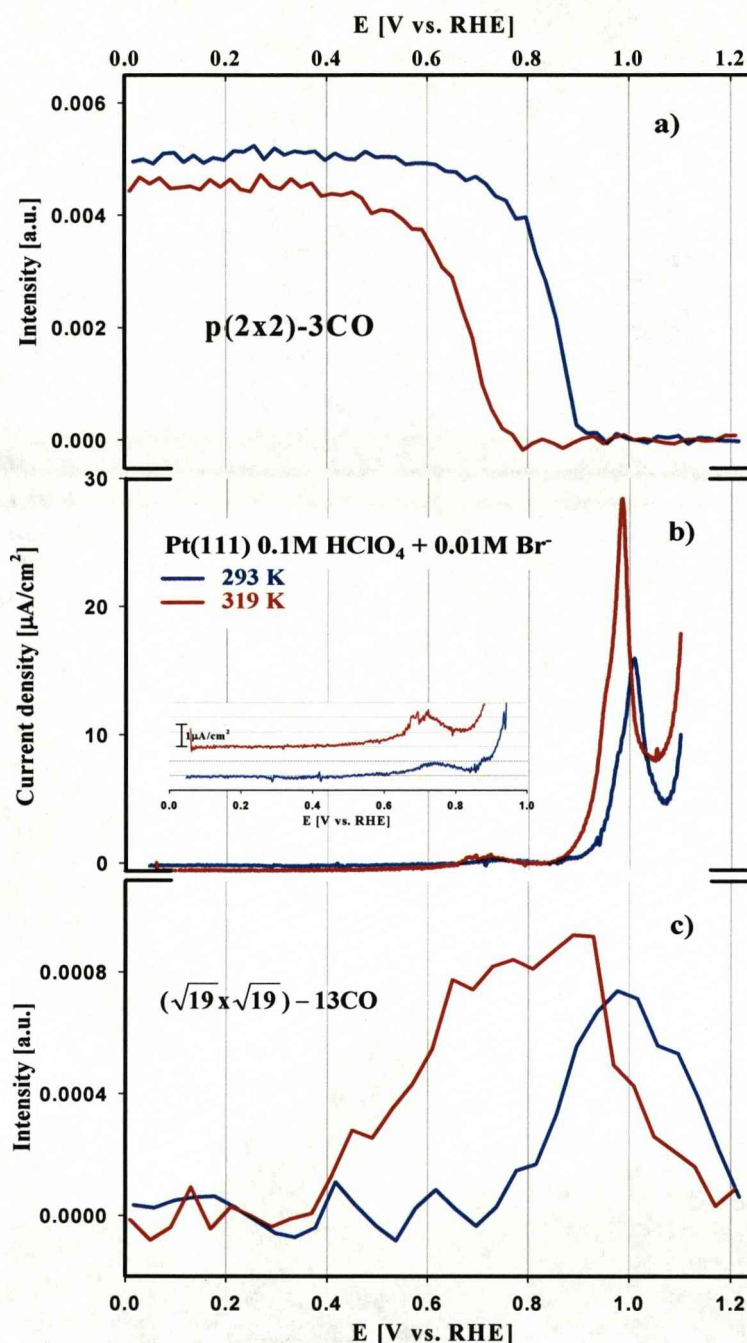 E [V vs. RHE]
0.0 0.2 0.4 0.6 0.8 1.0 1.2
a)
0.006
0.004
0.002
0.000
Intensity [a.u.]
p(2x2)-3CO
b)
30
20
10
0
Current density [µA/cm²]
Pt(111) 0.1M HClO₄ + 0.01M Br⁻
293 K
319 K
1µA/cm²
0.0 0.2 0.4 0.6 0.8 1.0
E [V vs. RHE]
c)
0.0008
0.0004
0.0000
Intensity [a.u.]
(√19x√19) – 13CO
0.0 0.2 0.4 0.6 0.8 1.0 1.2
E [V vs. RHE]